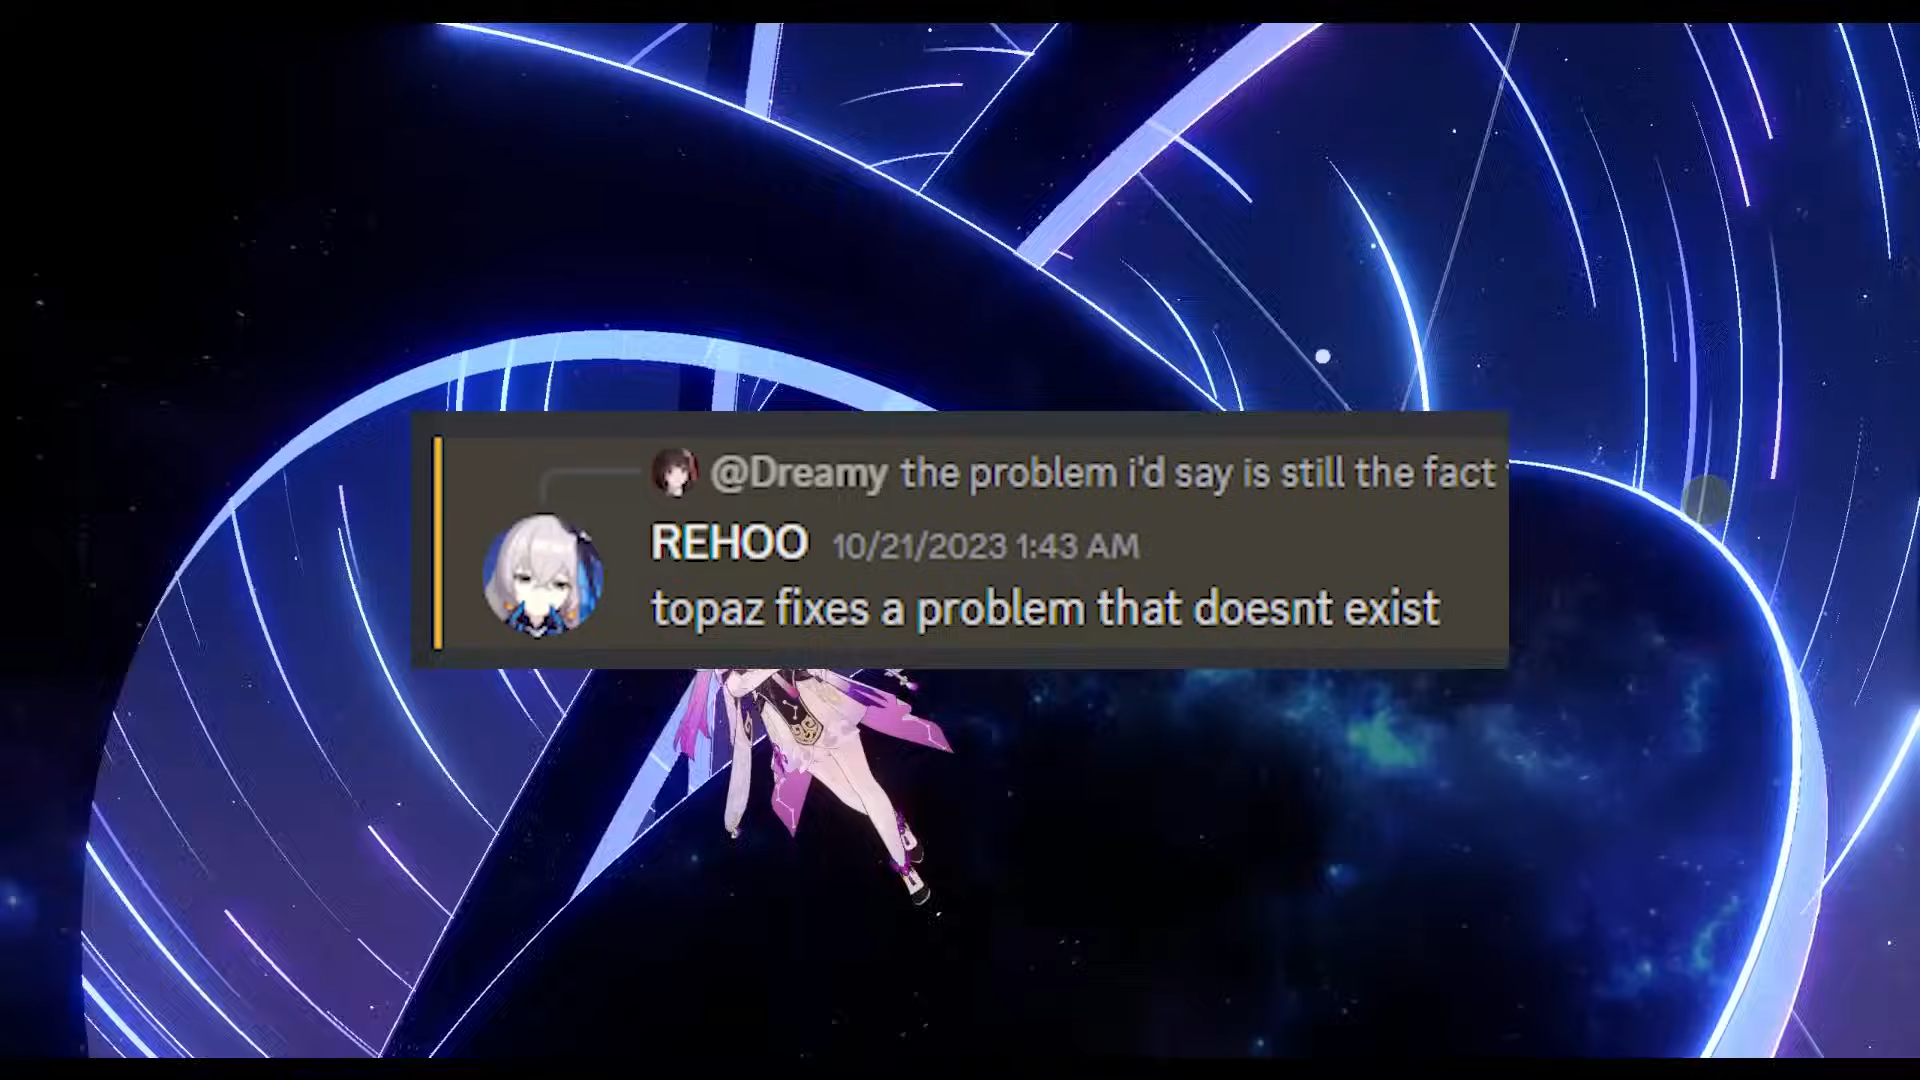 @Dreamy the problem i'd say is still the fact
REHOO 10/21/2023 1:43 AM
topaz fixes a problem that doesnt exist